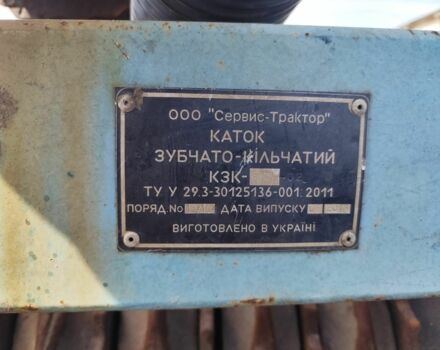 ООО "Сервис-Трактор"
КАТОК
ЗУБЧАТО-КІЛЬЧАТИЙ
КЗК-
ТУ У 29.3-30125136-001:2011
ПОРЯД.No ДАТА ВИПУСКУ
ВИГОТОВЛЕНО В УКРАЇНІ